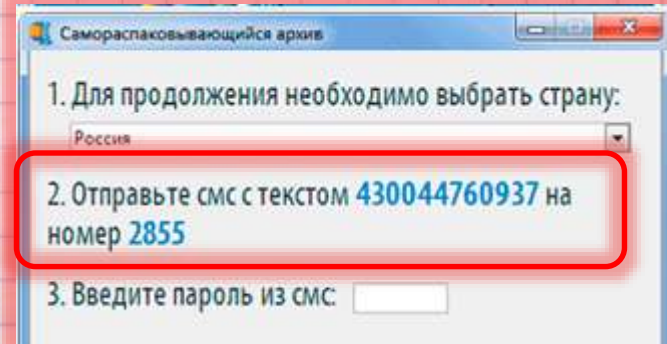 Самораспаковывающийся архив
1. Для продолжения необходимо выбрать страну:
Россия
2. Отправьте смс с текстом 430044760937 на
номер 2855
3. Введите пароль из смс: